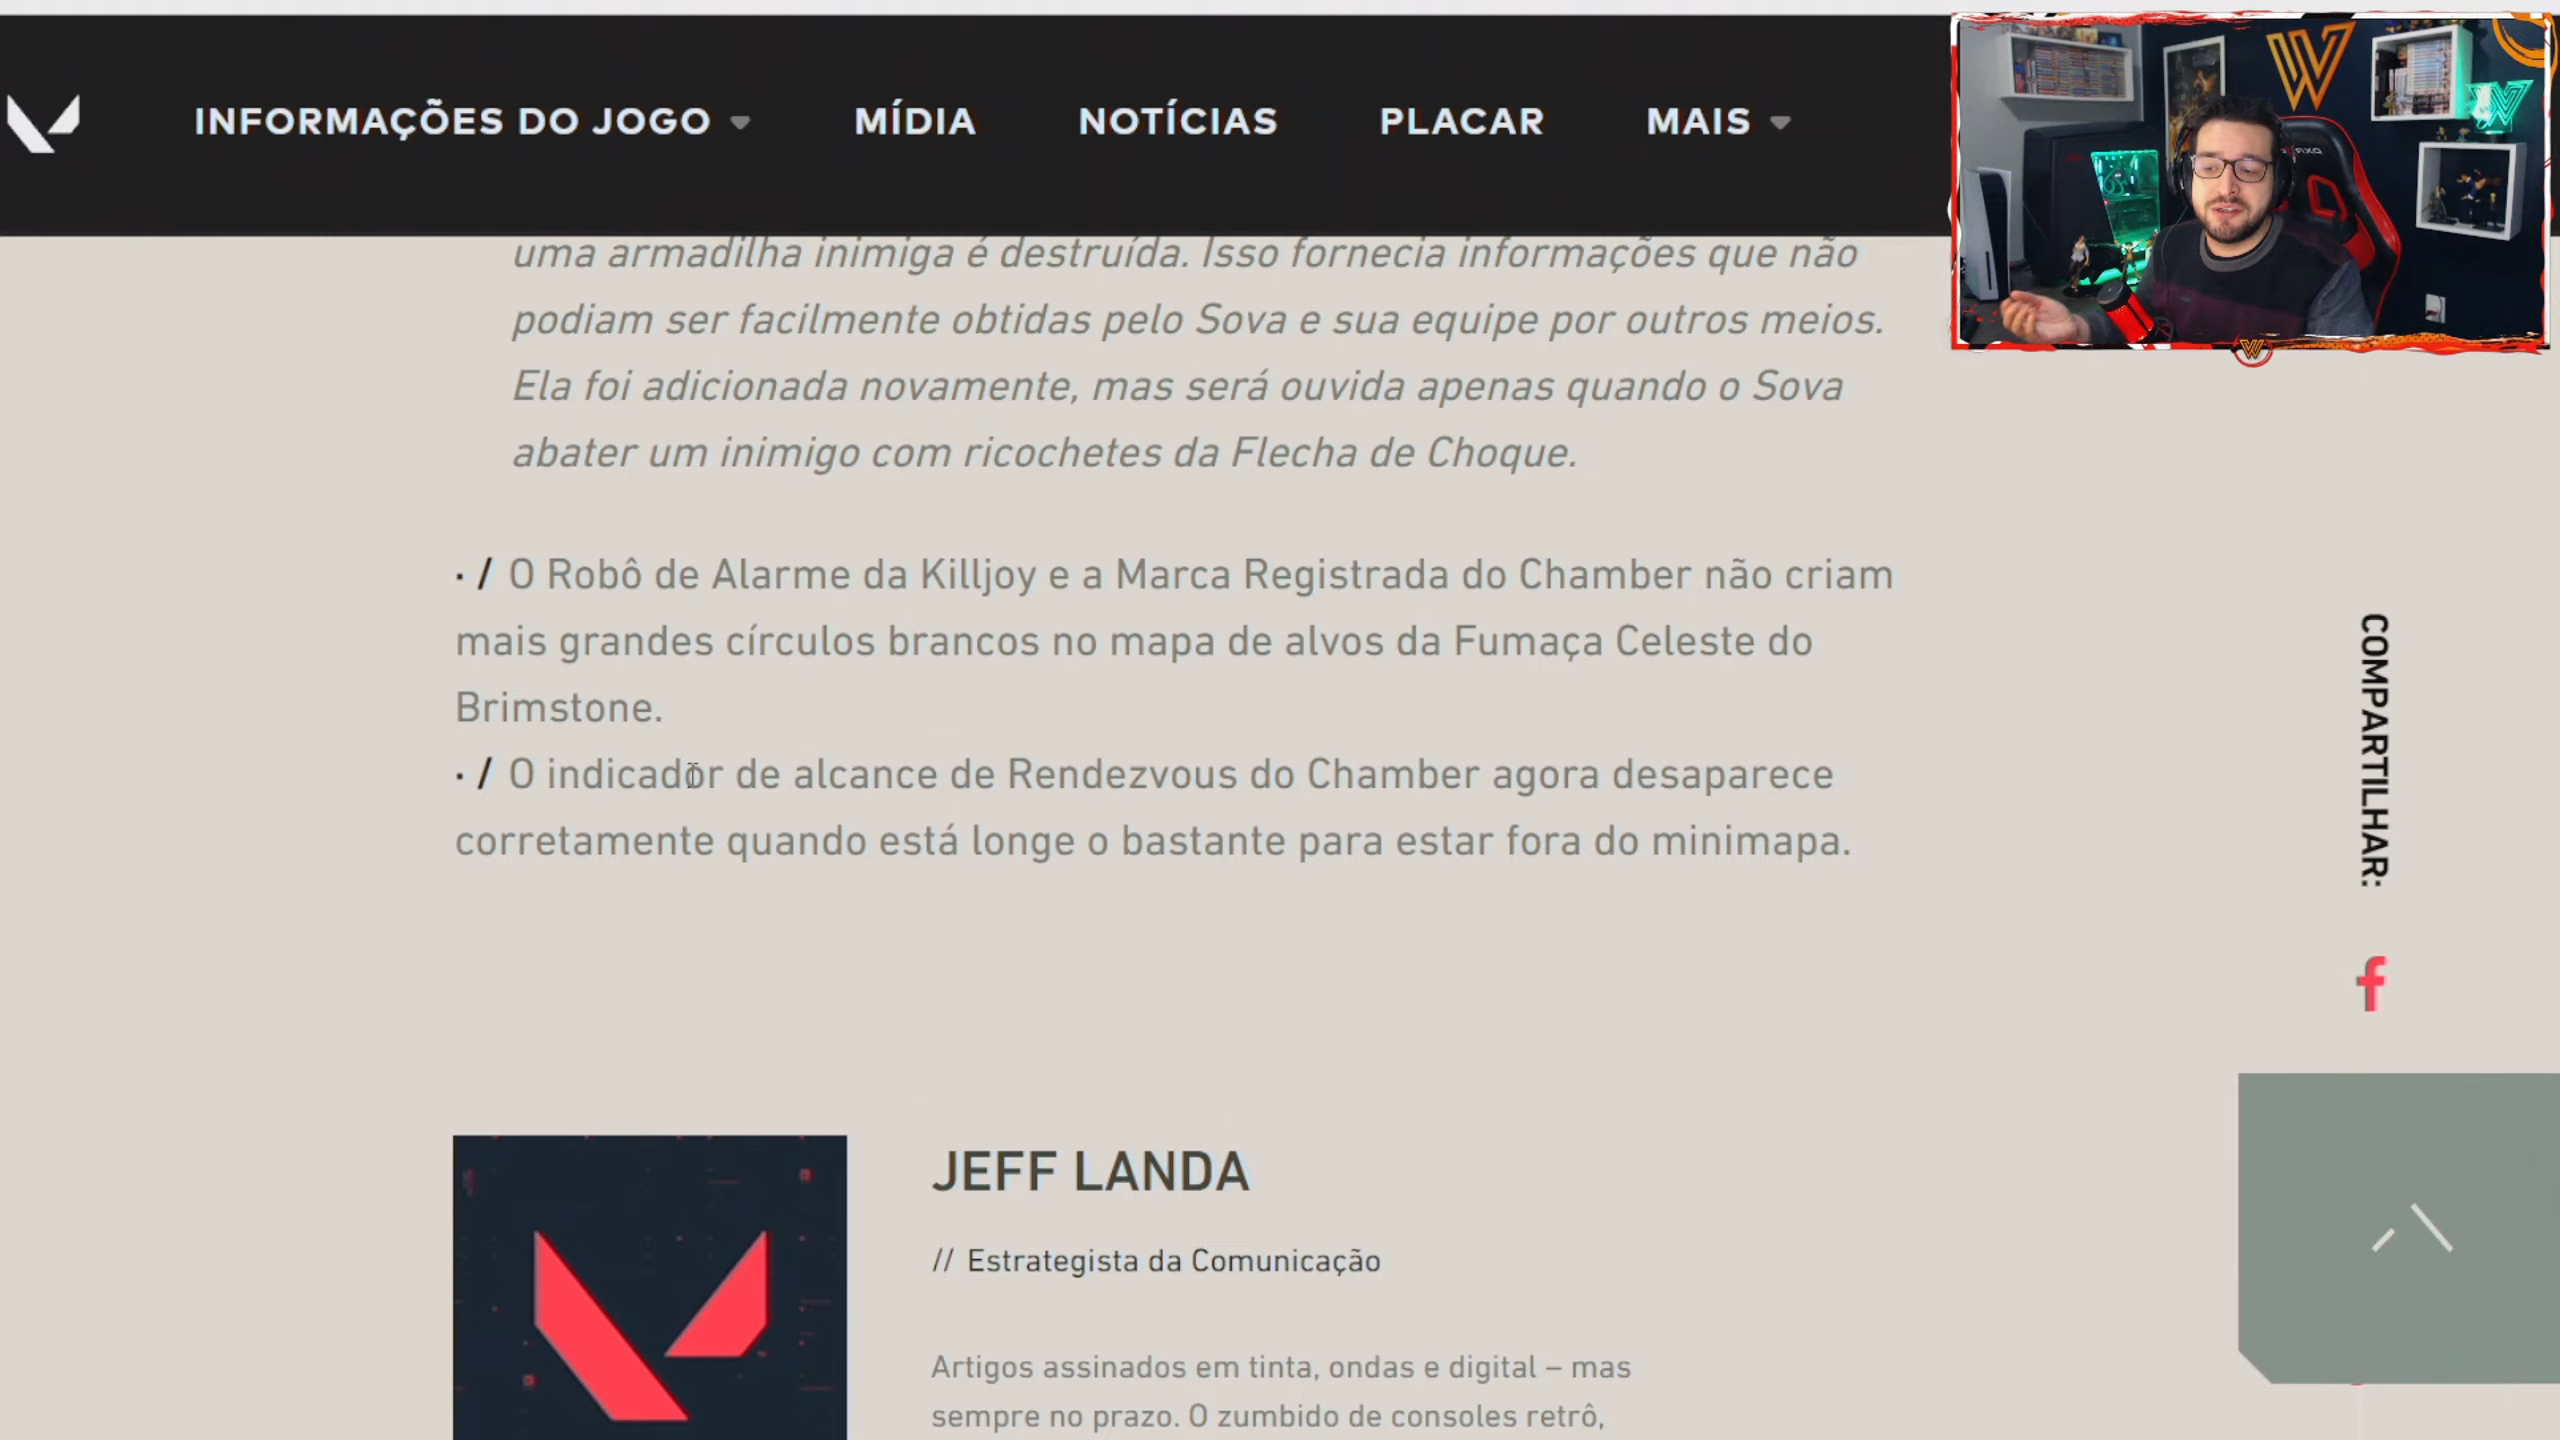 INFORMAÇÕES DO JOGO
MÍDIA
NOTÍCIAS
PLACAR
MAIS
uma armadilha inimiga é destruída. Isso fornecia informações que não
podiam ser facilmente obtidas pelo Sova e sua equipe por outros meios.
Ela foi adicionada novamente, mas será ouvida apenas quando o Sova
abater um inimigo com ricochetes da Flecha de Choque.
· / O Robô de Alarme da Killjoy e a Marca Registrada do Chamber não criam
mais grandes círculos brancos no mapa de alvos da Fumaça Celeste do
Brimstone.
· / O indicador de alcance de Rendezvous do Chamber agora desaparece
corretamente quando está longe o bastante para estar fora do minimapa.
COMPARTILHAR:
JEFF LANDA
// Estrategista da Comunicação
Artigos assinados em tinta, ondas e digital – mas
sempre no prazo. O zumbido de consoles retrô,